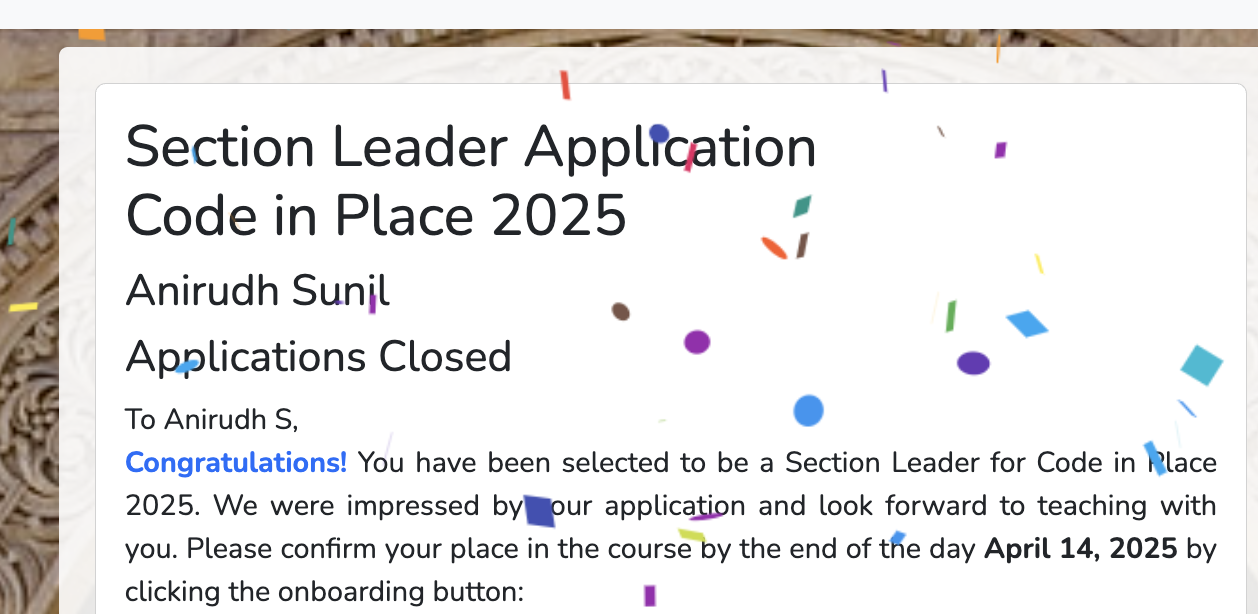 Section Leader Application
Code in Place 2025
Anirudh Sunil
Applications Closed
To Anirudh S,
Congratulations! You have been selected to be a Section Leader for Code in Place
2025. We were impressed by your application and look forward to teaching with
you. Please confirm your place in the course by the end of the day April 14, 2025 by
clicking the onboarding button: